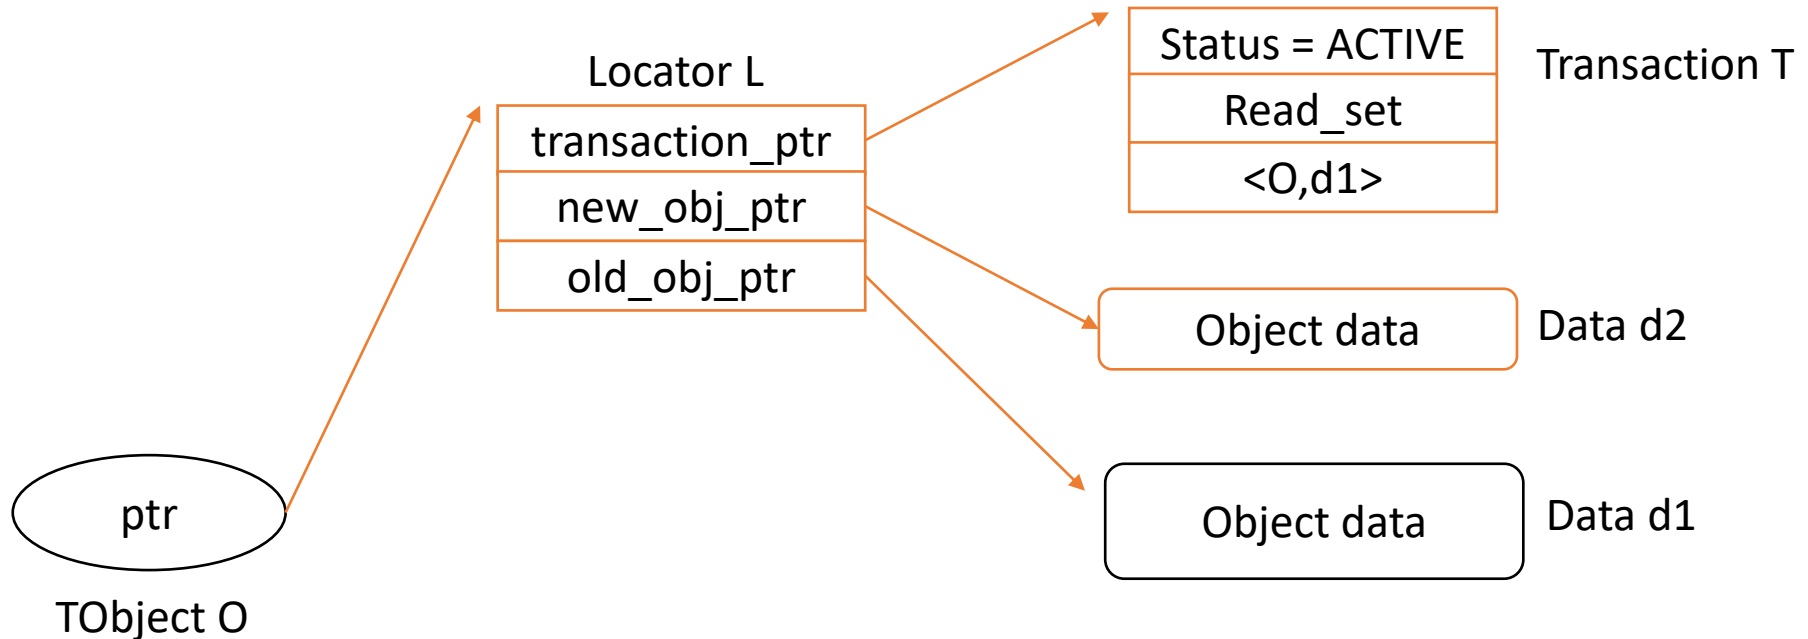 Locator L
transaction_ptr
new_obj_ptr
old_obj_ptr
Status = ACTIVE
Read_set
<O,d1>
Transaction T
Object data
Data d2
Object data
Data d1
ptr
TObject O